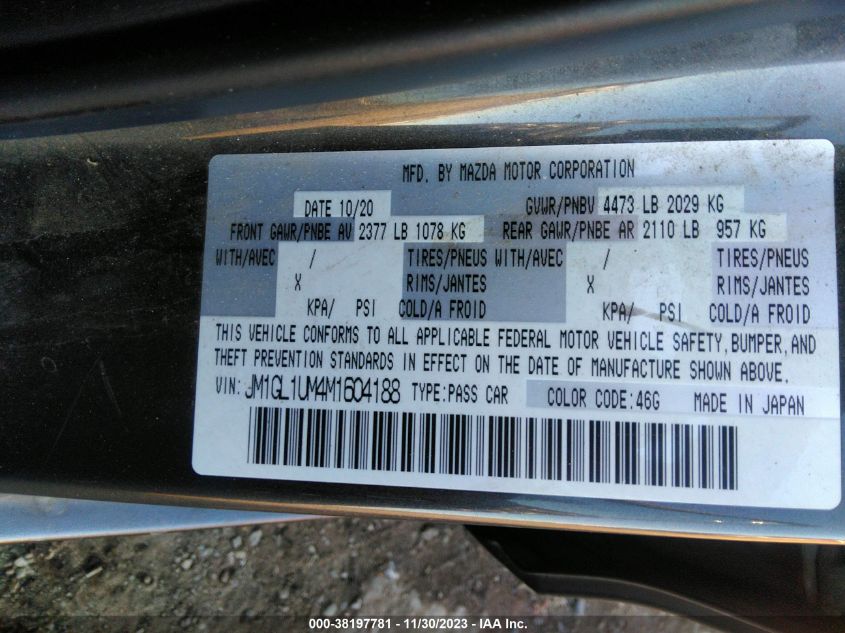 MFD. BY MAZDA MOTOR CORPORATION
DATE 10/20 GVWR/PNBV 4473 LB 2029 KG
FRONT GAWR/PNBE AV 2377 LB 1078 KG REAR GAWR/PNBE AR 2110 LB 957 KG
WITH/AVEC / TIRES/PNEUS WITH/AVEC / TIRES/PNEUS
X RIMS/JANTES X RIMS/JANTES
KPA/ PSI COLD/A FROID KPA/ PSI COLD/A FROID
THIS VEHICLE CONFORMS TO ALL APPLICABLE FEDERAL MOTOR VEHICLE SAFETY, BUMPER, AND
THEFT PREVENTION STANDARDS IN EFFECT ON THE DATE OF MANUFACTURE SHOWN ABOVE.
VIN: JM1GL1UM4M1604188 TYPE:PASS CAR COLOR CODE:46G MADE IN JAPAN
000-38197781 - 11/30/2023 - IAA Inc.